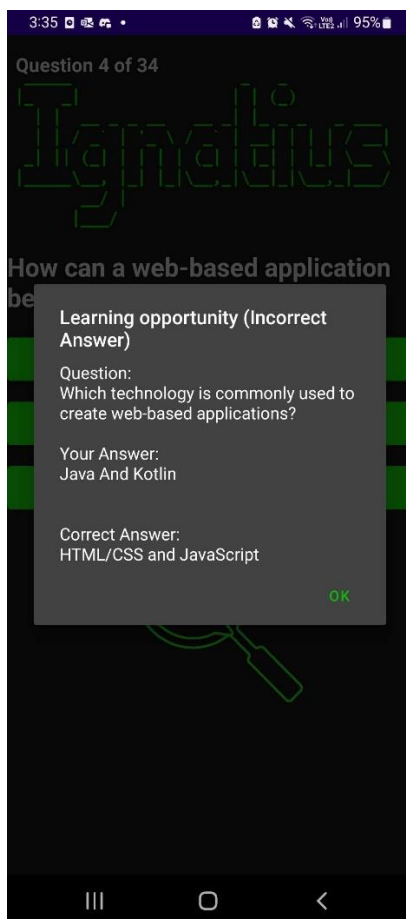 3:35
VoB
LTE2
95%
Question 4 of 34
Ignatius
How can a web-based application
be
Learning opportunity (Incorrect
Answer)
Question:
Which technology is commonly used to
create web-based applications?
Your Answer:
Java And Kotlin
Correct Answer:
HTML/CSS and JavaScript
OK